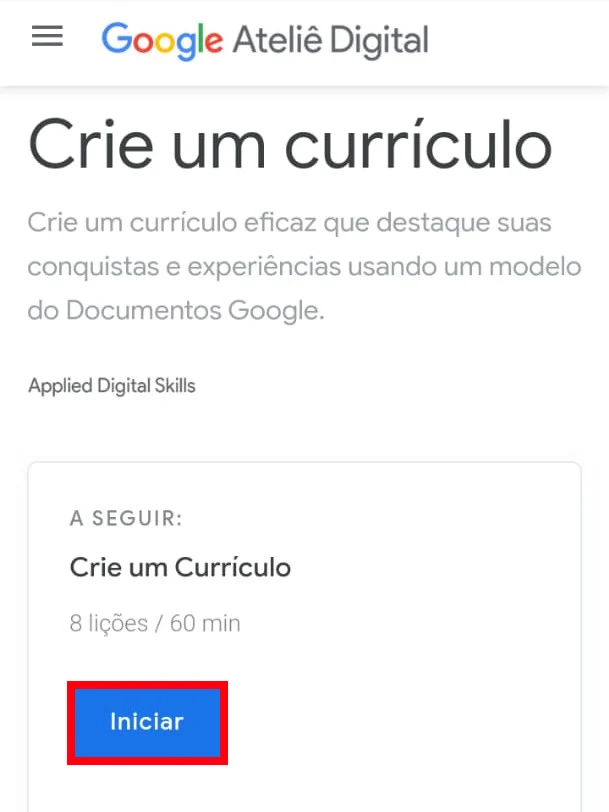 Google Ateliê Digital
Crie um currículo
Crie um currículo eficaz que destaque suas
conquistas e experiências usando um modelo
do Documentos Google.
Applied Digital Skills
A SEGUIR:
Crie um Currículo
8 lições / 60 min
Iniciar